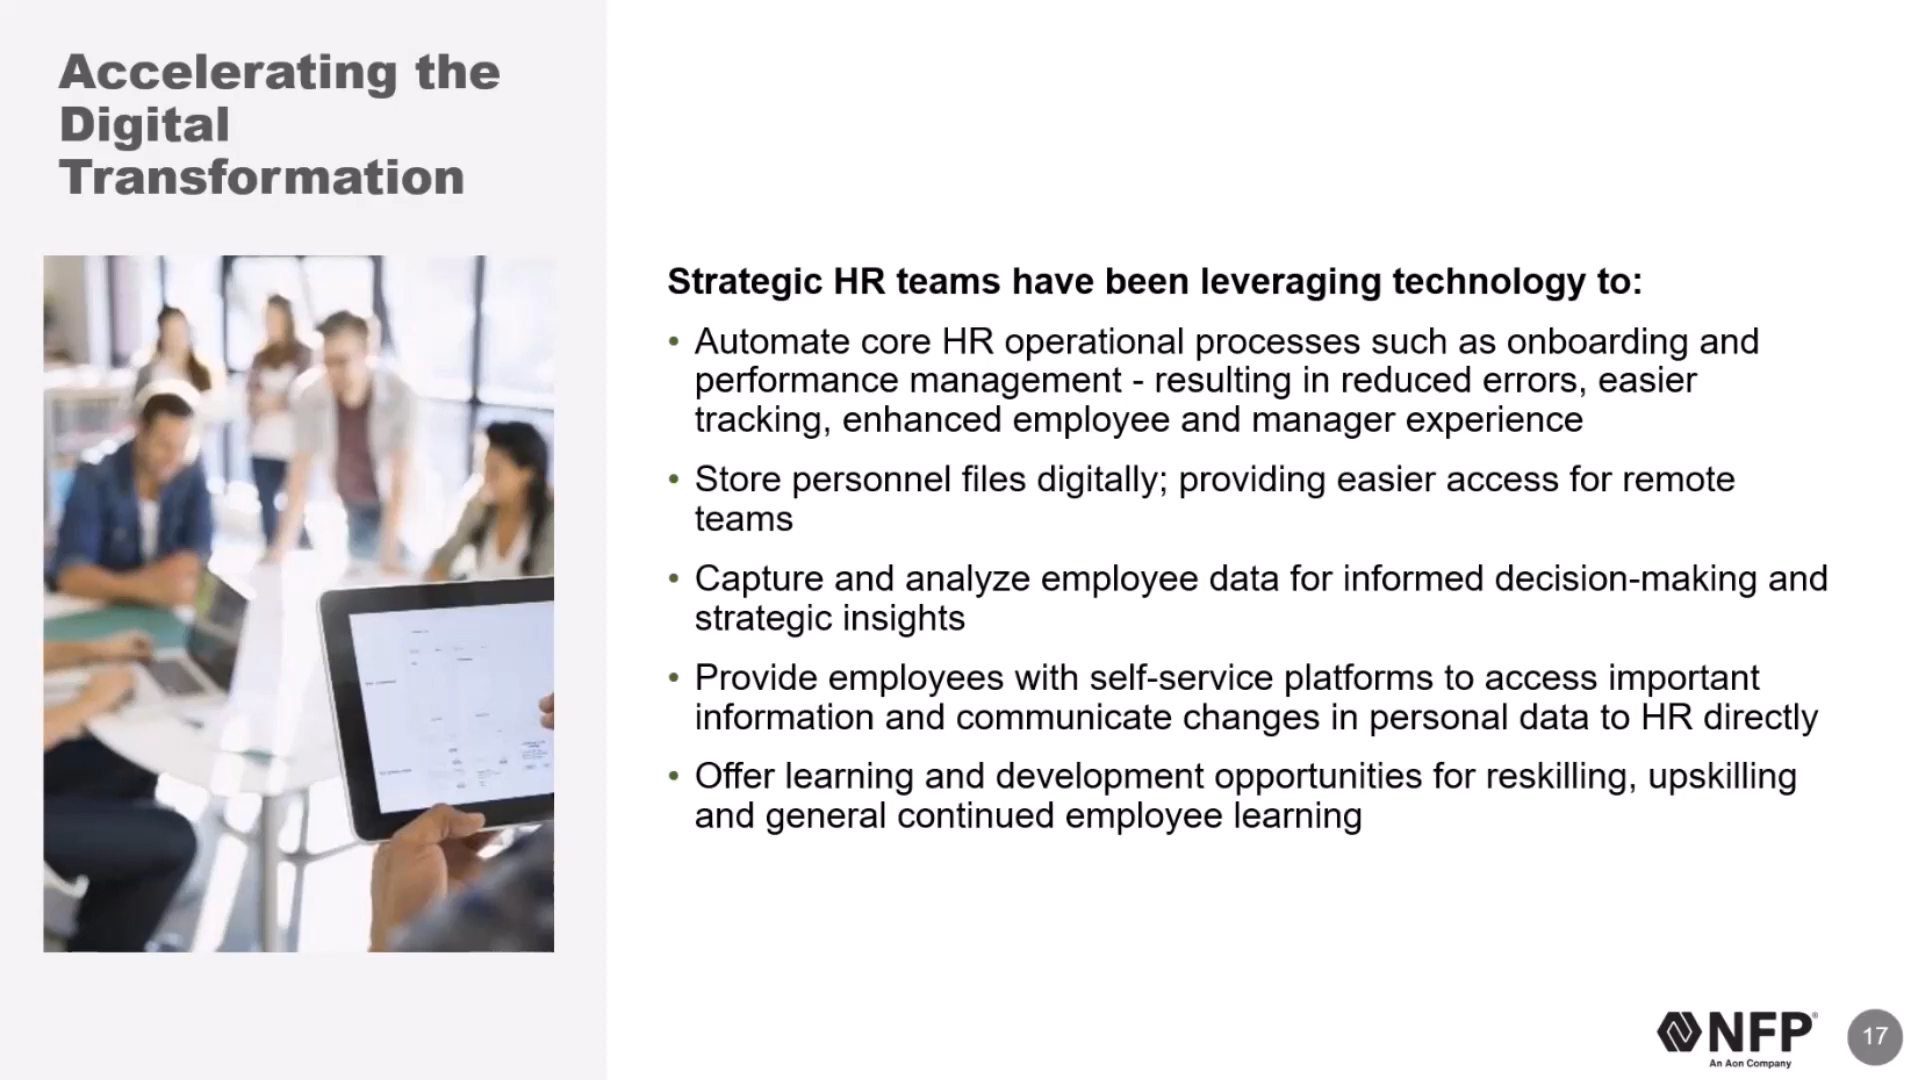 Accelerating the
Digital
Transformation
Strategic HR teams have been leveraging technology to:
• Automate core HR operational processes such as onboarding and
performance management - resulting in reduced errors, easier
tracking, enhanced employee and manager experience
• Store personnel files digitally; providing easier access for remote
teams
• Capture and analyze employee data for informed decision-making and
strategic insights
• Provide employees with self-service platforms to access important
information and communicate changes in personal data to HR directly
• Offer learning and development opportunities for reskilling, upskilling
and general continued employee learning
NFP®
An Aon Company
17